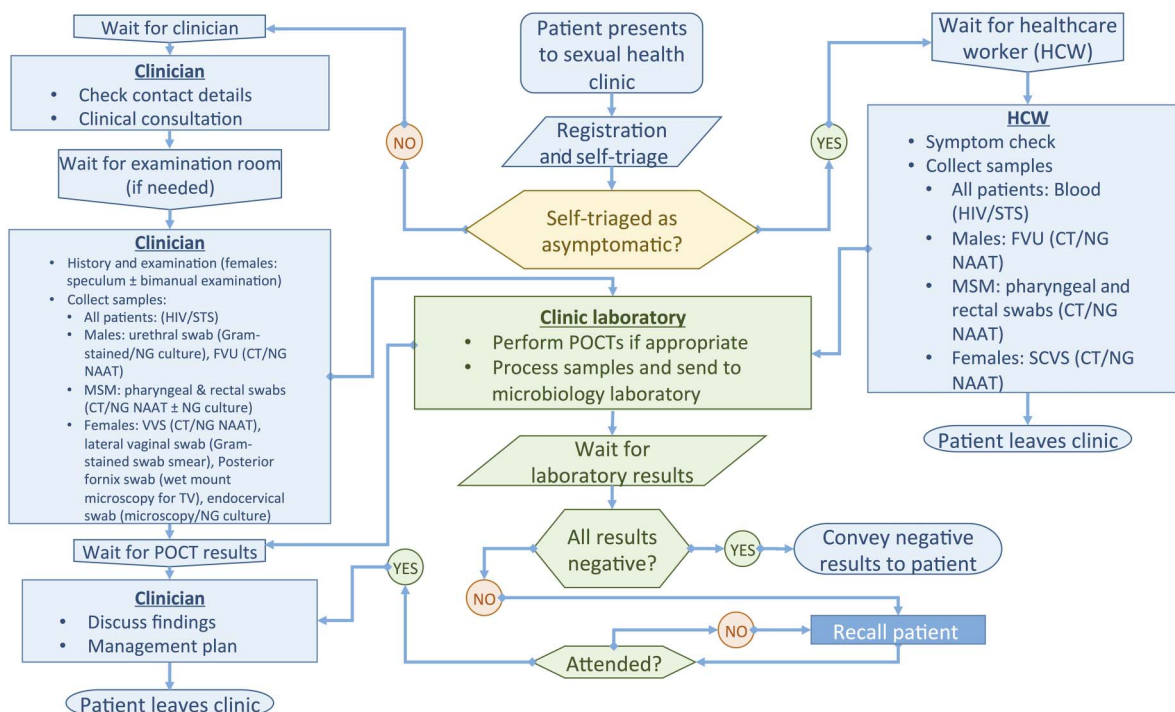 Wait for clinician
Clinician
• Check contact details
• Clinical consultation
Wait for examination room
(if needed)
Clinician
• History and examination (females:
speculum ± bimanual examination)
• Collect samples:
• All patients: (HIV/STS)
• Males: urethral swab (Gram-
stained/NG culture), FVU (CT/NG
NAAT)
• MSM: pharyngeal & rectal swabs
(CT/NG NAAT ± NG culture)
• Females: VVS (CT/NG NAAT),
lateral vaginal swab (Gram-
stained swab smear), Posterior
fornix swab (wet mount
microscopy for TV), endocervical
swab (microscopy/NG culture)
Wait for POCT results
Clinician
• Discuss findings
• Management plan
Patient leaves clinic
Patient presents
to sexual health
clinic
Registration
and self-triage
NO
YES
Self-triaged as
asymptomatic?
Clinic laboratory
• Perform POCTs if appropriate
• Process samples and send to
microbiology laboratory
Wait for
laboratory results
All results
negative?
YES
Convey negative
results to patient
NO
Recall patient
NO
Attended?
YES
Wait for healthcare
worker (HCW)
HCW
• Symptom check
• Collect samples
• All patients: Blood
(HIV/STS)
• Males: FVU (CT/NG
NAAT)
• MSM: pharyngeal and
rectal swabs (CT/NG
NAAT)
• Females: SCVS (CT/NG
NAAT)
Patient leaves clinic